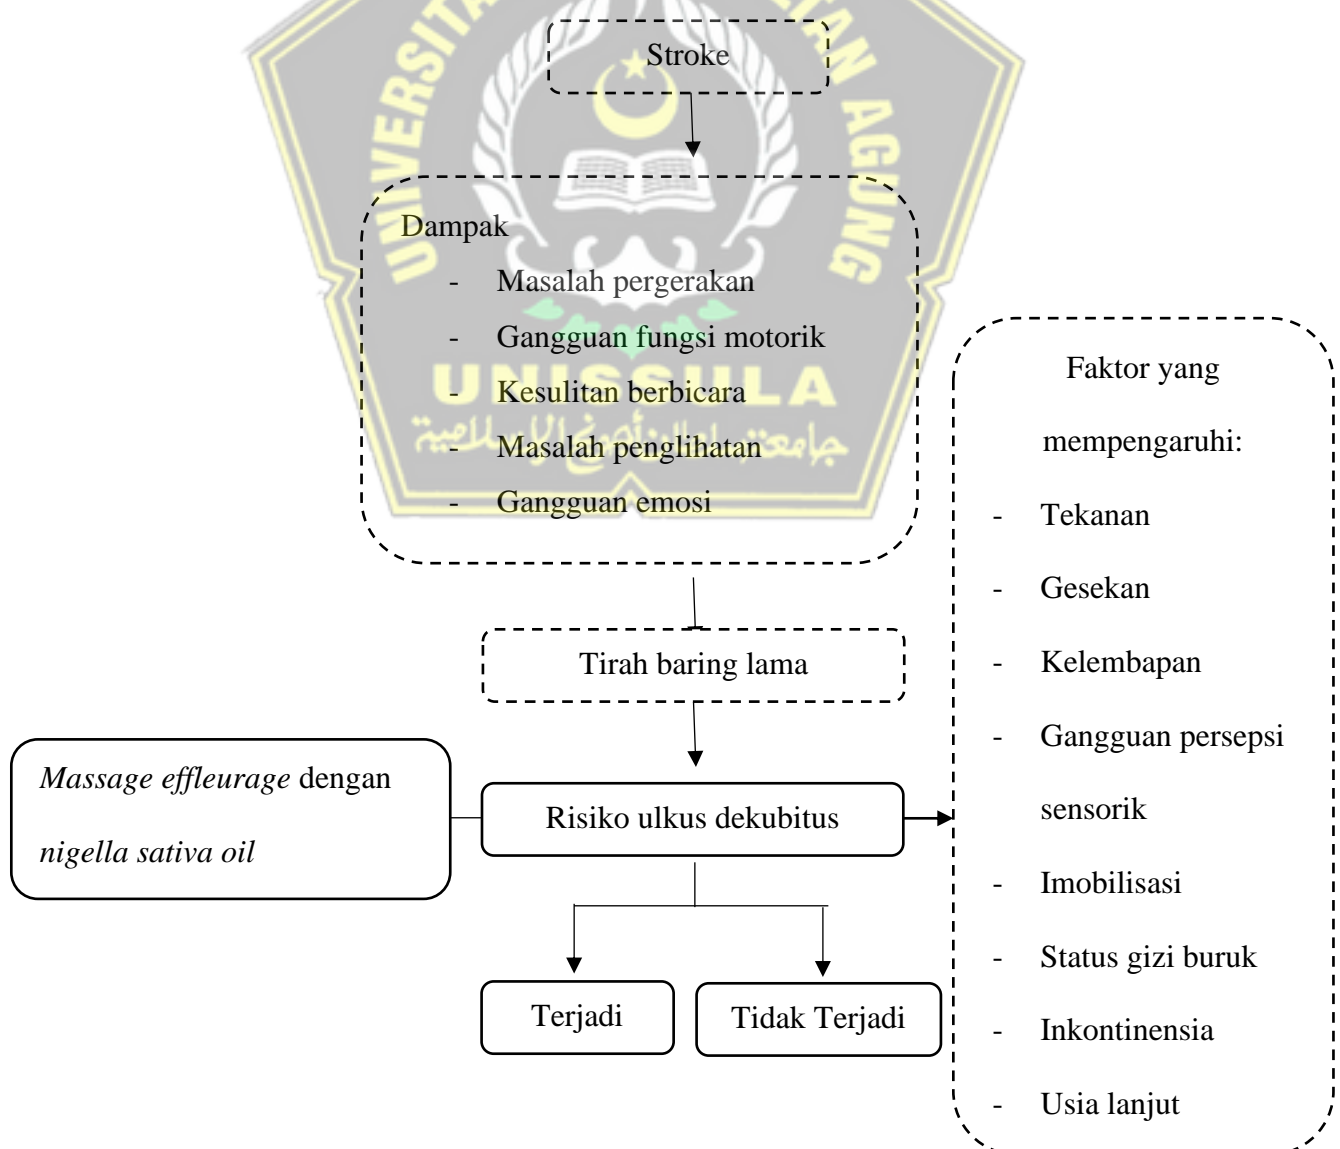 Stroke
Dampak
- Masalah pergerakan
- Gangguan fungsi motorik
- Kesulitan berbicara
- Masalah penglihatan
- Gangguan emosi
Tirah baring lama
Massage effleurage dengan
nigella sativa oil
Risiko ulkus dekubitus
Terjadi
Tidak Terjadi
Faktor yang
mempengaruhi:
- Tekanan
- Gesekan
- Kelembapan
- Gangguan persepsi
sensorik
- Imobilisasi
- Status gizi buruk
- Inkontinensia
- Usia lanjut
AGUNG
UNISSULA